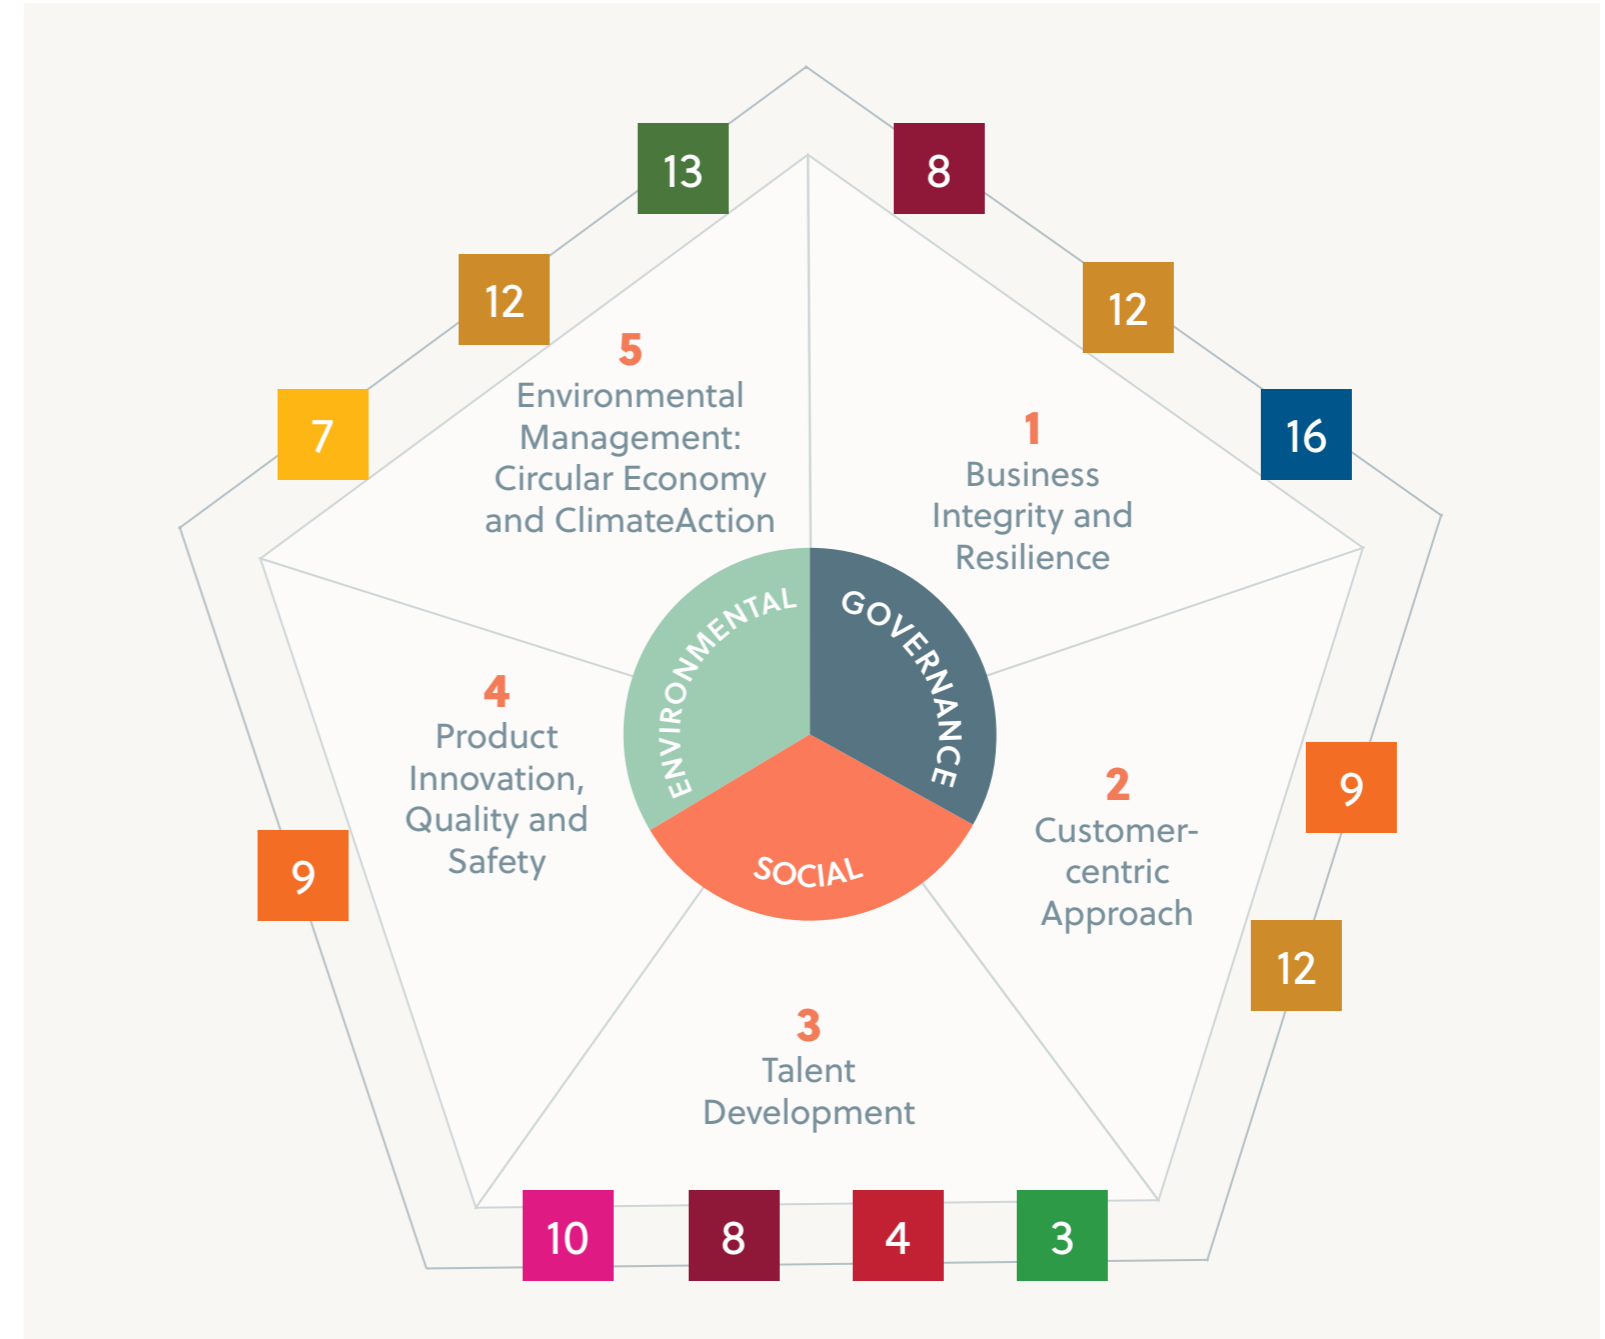 13
8
12
12
7
16
5
Environmental
Management:
Circular Economy
and ClimateAction
1
Business
Integrity and
Resilience
ENVIRONMENTAL
GOVERNANCE
SOCIAL
4
Product
Innovation,
Quality and
Safety
2
Customer-
centric
Approach
9
9
12
3
Talent
Development
10
8
4
3